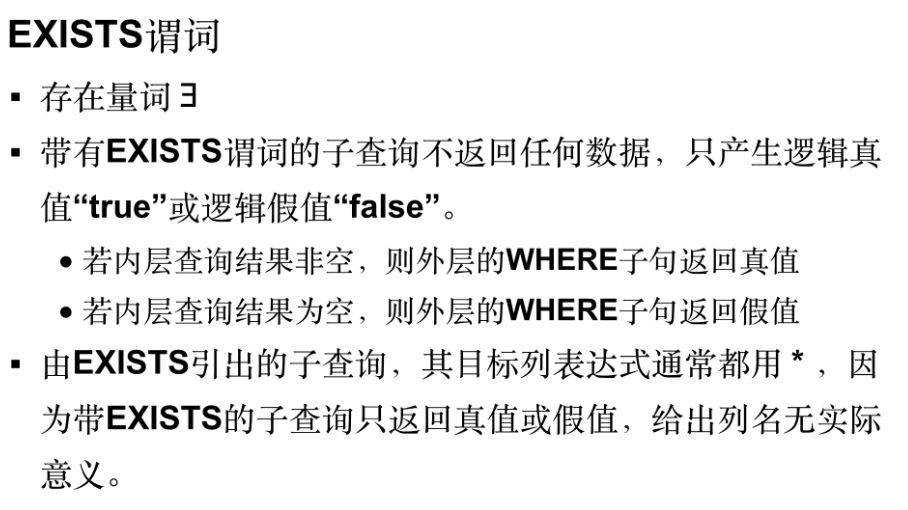 EXISTS谓词
▪ 存在量词 ∃
▪ 带有EXISTS谓词的子查询不返回任何数据，只产生逻辑真
值“true”或逻辑假值“false”。
• 若内层查询结果非空，则外层的WHERE子句返回真值
• 若内层查询结果为空，则外层的WHERE子句返回假值
▪ 由EXISTS引出的子查询，其目标列表达式通常都用 * ，因
为带EXISTS的子查询只返回真值或假值，给出列名无实际
意义。